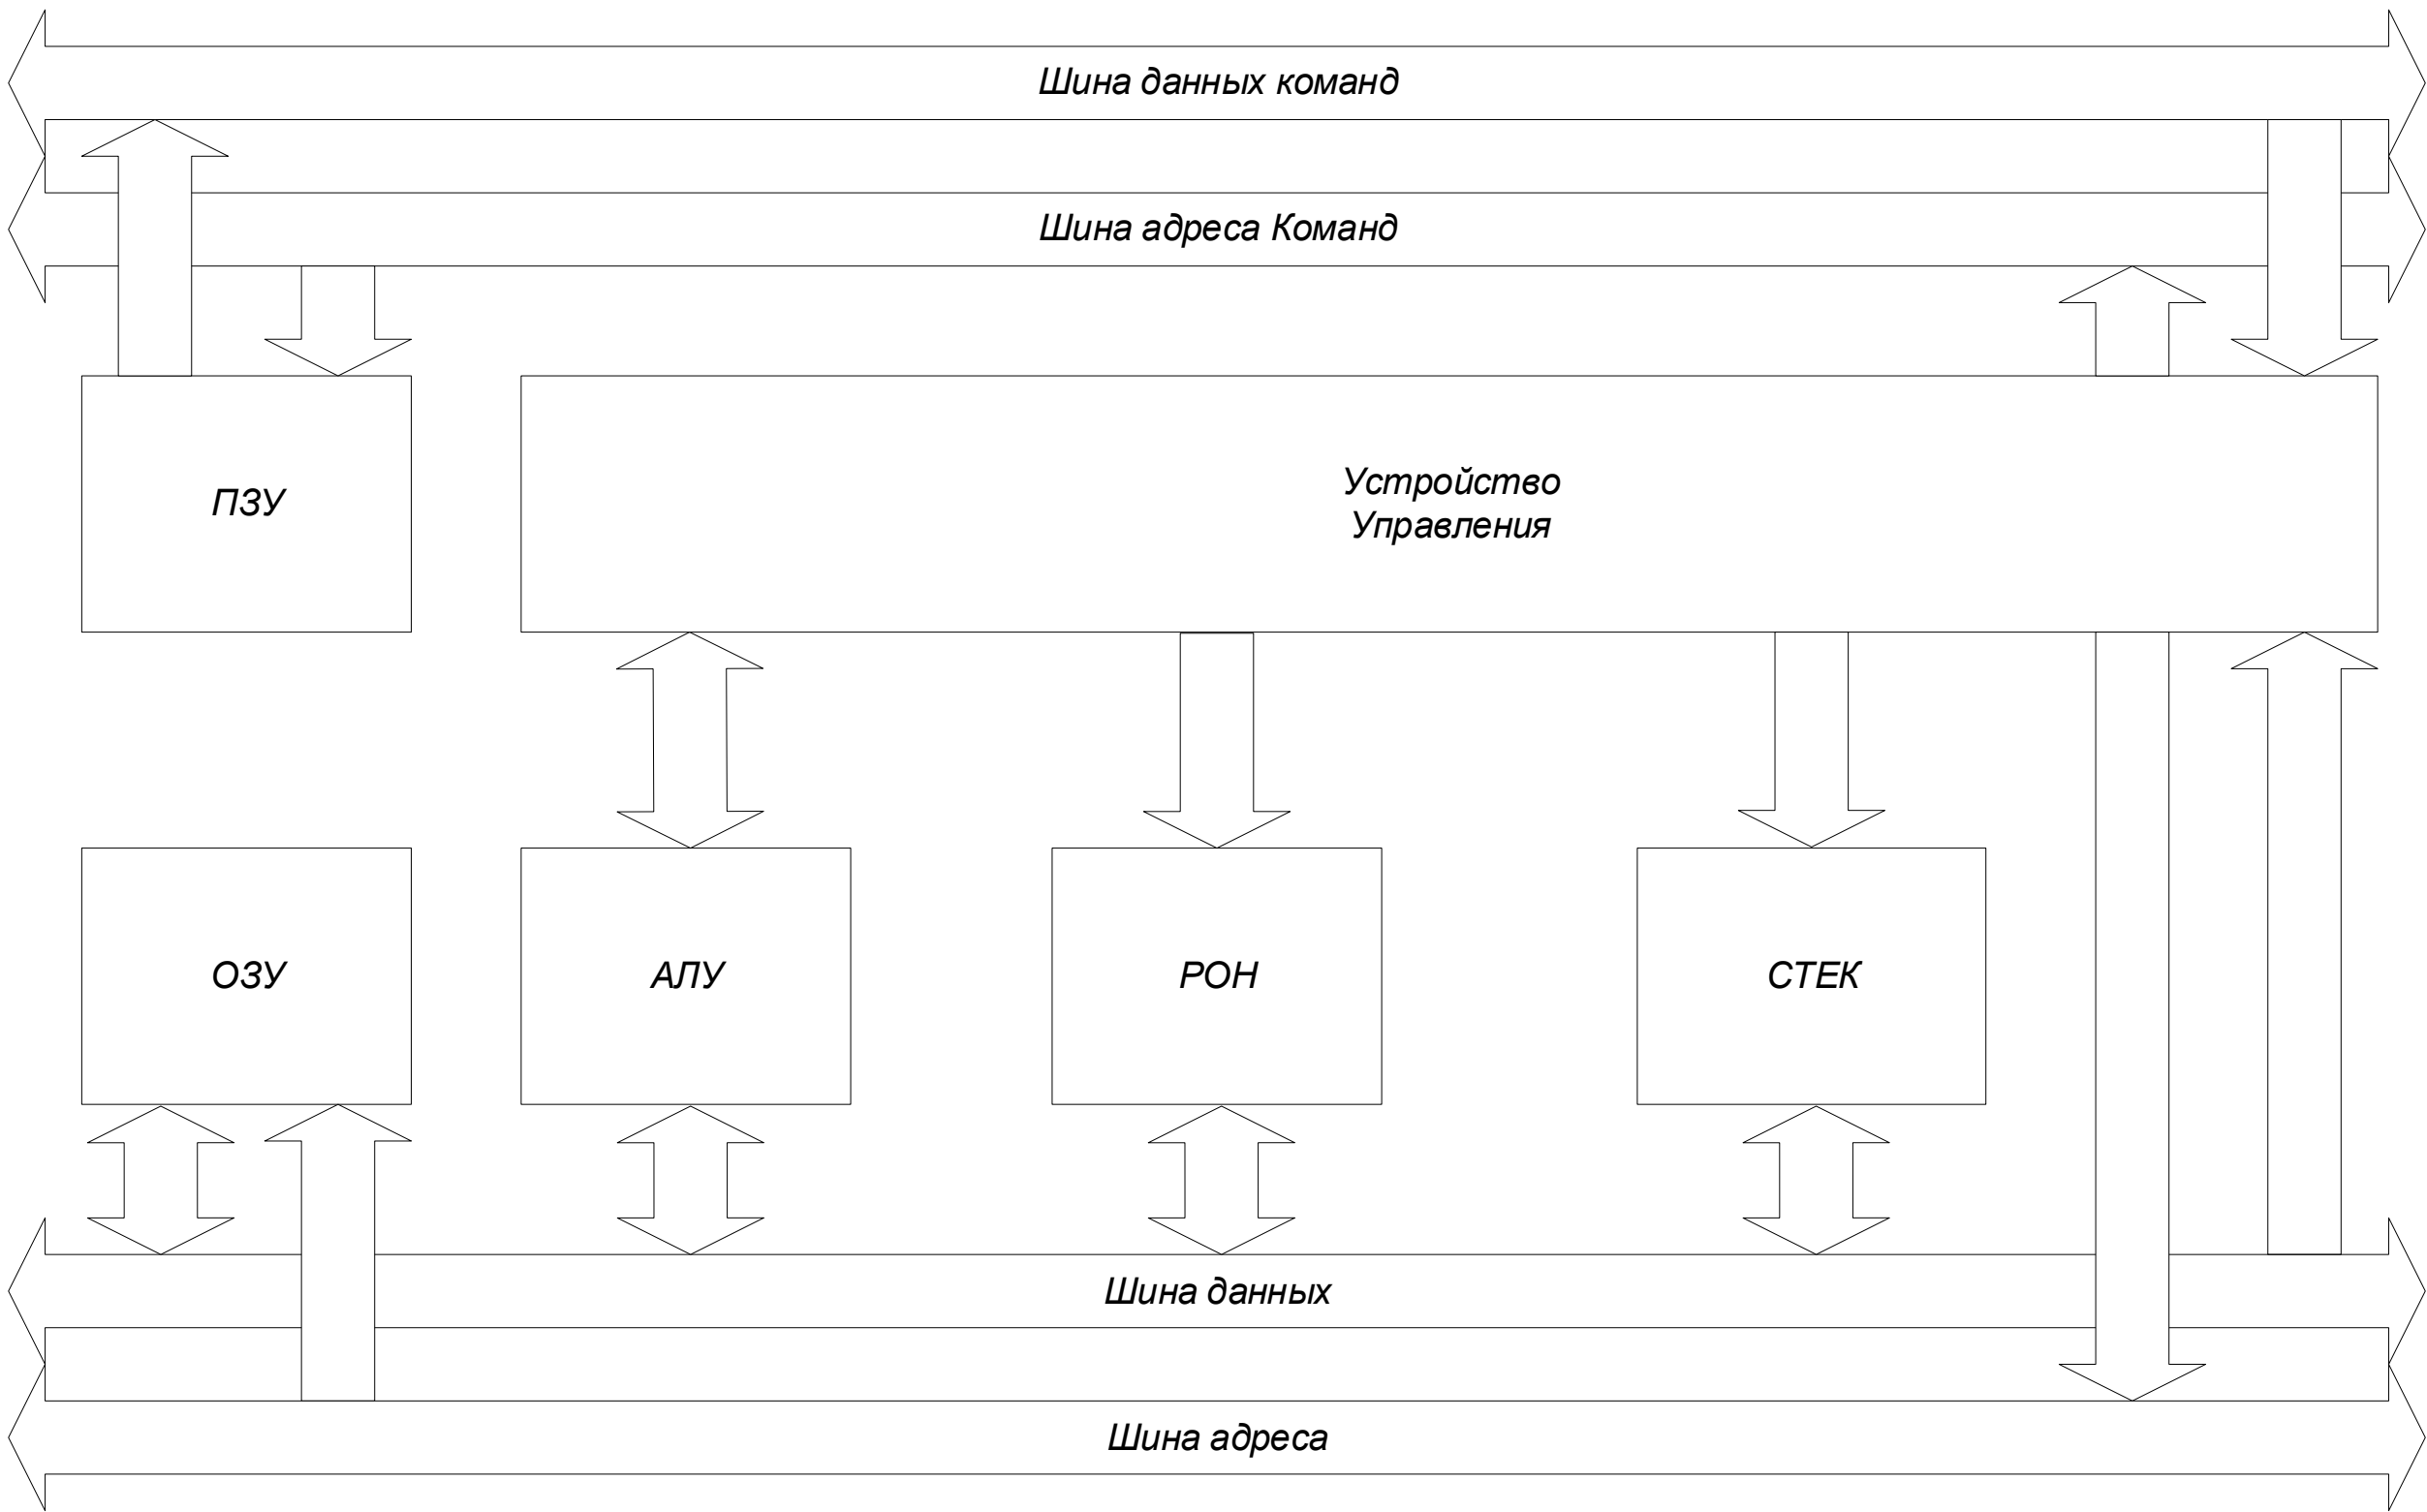 Шина данных команд
Шина адреса Команд
ПЗУ
Устройство
Управления
ОЗУ
АЛУ
РОН
СТЕК
Шина данных
Шина адреса